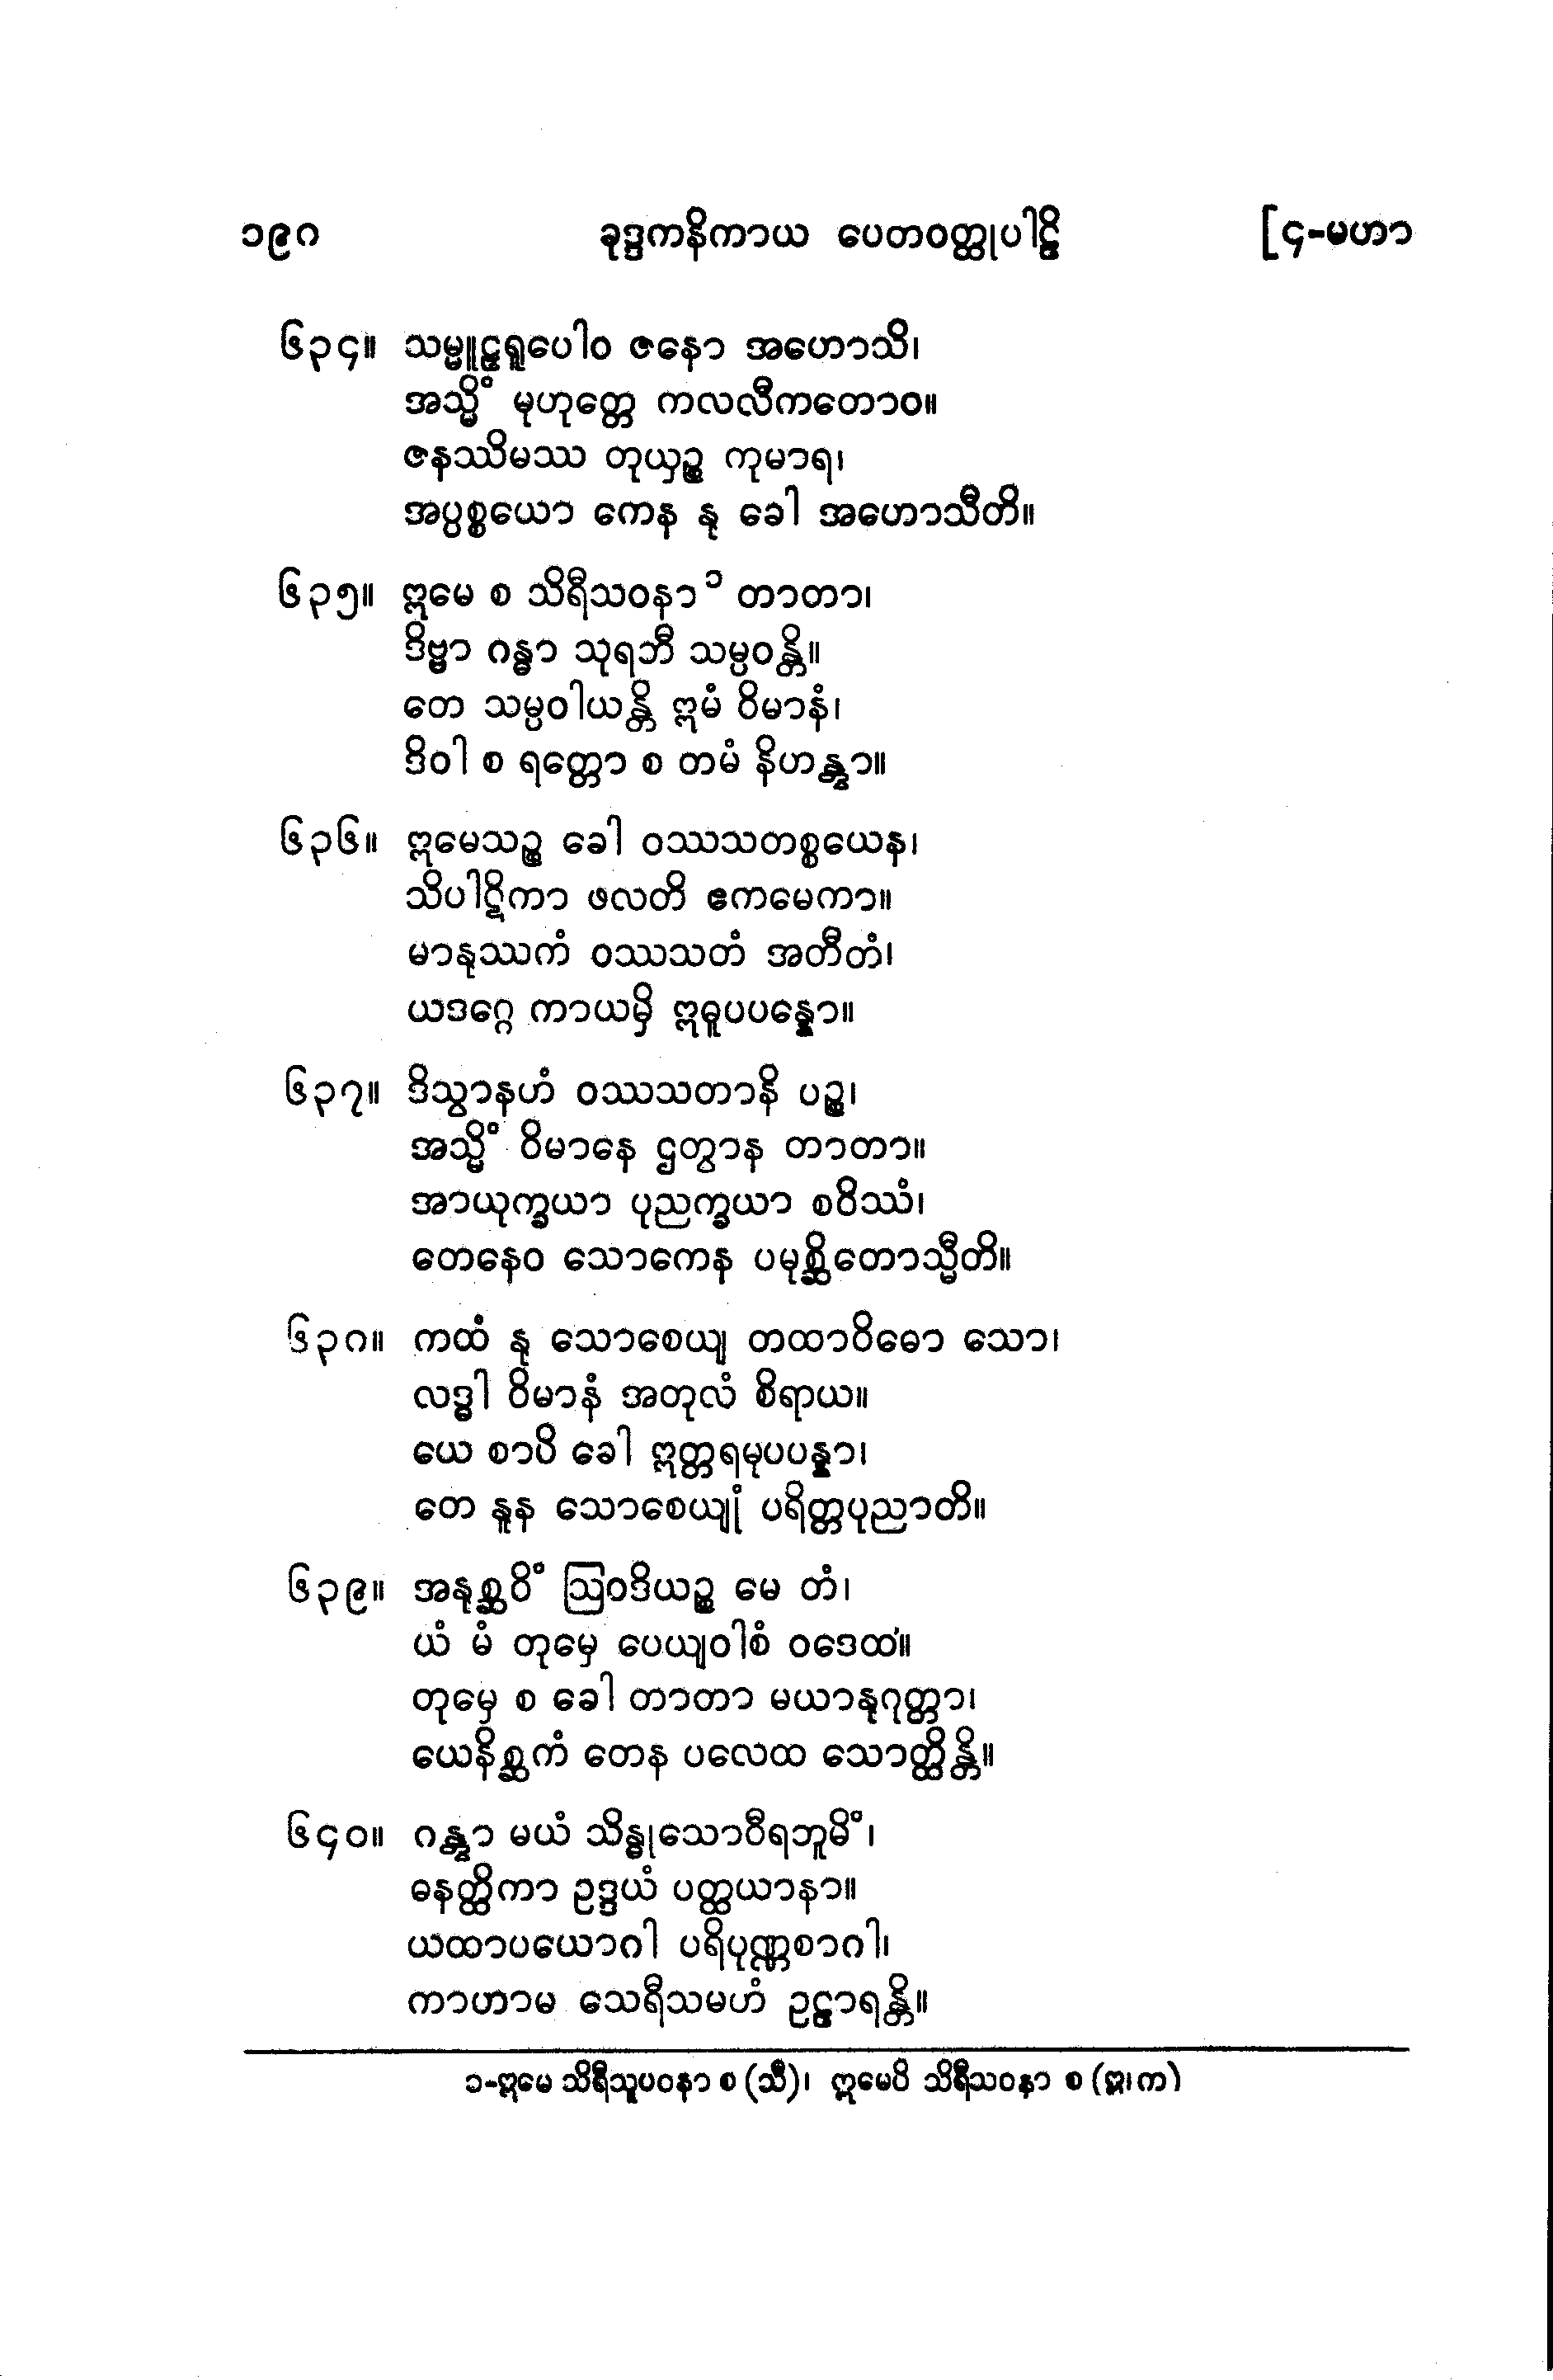 ၁၉ဂ ခုဒ္ဒကနိကာယ ပေတဝတ္ထုပါဠိ [၄-မဟာ
၆၃၄။ သမ္မူဠှရူပေါဝ ဇနော အဟောသိ၊
အသ္မိံ မုဟုတ္တေ ကလလီကတောဝ။
ဇနဿိမဿ တုယှဉ္စ ကုမာရ၊
အပ္ပစ္စယော ကေန နု ခေါ အဟောသီတိ။
၆၃၅။ ဣမေ စ သိရီသဝနာ ၁ တာတာ၊
ဒိဗ္ဗာ ဂန္ဓာ သုရဘီ သမ္ပဝန္တိ။
တေ သမ္ပဝါယန္တိ ဣမံ ဝိမာနံ၊
ဒိဝါ စ ရတ္တော စ တမံ နိဟန္တွာ။
၆၃၆။ ဣမေသဉ္စ ခေါ ဝဿသတစ္စယေန၊
သိပါဋိကာ ဖလတိ ဧကမေကာ။
မာနုဿကံ ဝဿသတံ အတီတံ၊
ယဒဂ္ဂေ ကာယမှိ ဣဓူပပန္နော။
၆၃၇။ ဒိသွာနဟံ ဝဿသတာနိ ပဉ္စ၊
အသ္မိံ ဝိမာနေ ဌတွာန တာတာ။
အာယုက္ခယာ ပုညက္ခယာ စဝိဿံ၊
တေနေဝ သောကေန ပမုစ္ဆိတောသ္မီတိ။
၆၃ဂ။ ကထံ နု သောစေယျ တထာဝိဓော သော၊
လဒ္ဓါ ဝိမာနံ အတုလံ စိရာယ။
ယေ စာပိ ခေါ ဣတ္တရမုပပန္နာ၊
တေ နူန သောစေယျုံ ပရိတ္တပုညာတိ။
၆၃၉။ အနုစ္ဆဝိံ ဩဝဒိယဉ္စ မေ တံ၊
ယံ မံ တုမှေ ပေယျဝါစံ ဝဒေထ။
တုမှေ စ ခေါ တာတာ မယာနုဂုတ္တာ၊
ယေနိစ္ဆကံ တေန ပလေထ သောတ္ထိန္တိ။
၆၄၀။ ဂန္တွာ မယံ သိန္ဓုသောဝီရဘူမိံ၊
ဓနတ္ထိကာ ဥဒ္ဒယံ ပတ္ထယာနာ။
ယထာပယောဂါ ပရိပုဏ္ဏစာဂါ၊
ကာဟာမ သေရီသမဟံ ဥဠာရန္တိ။
၁-ဣမေ သိရီသူပဝနာ စ (သီ)၊ ဣမေပိ သိရီသဝနာ စ (ဣ၊ က)